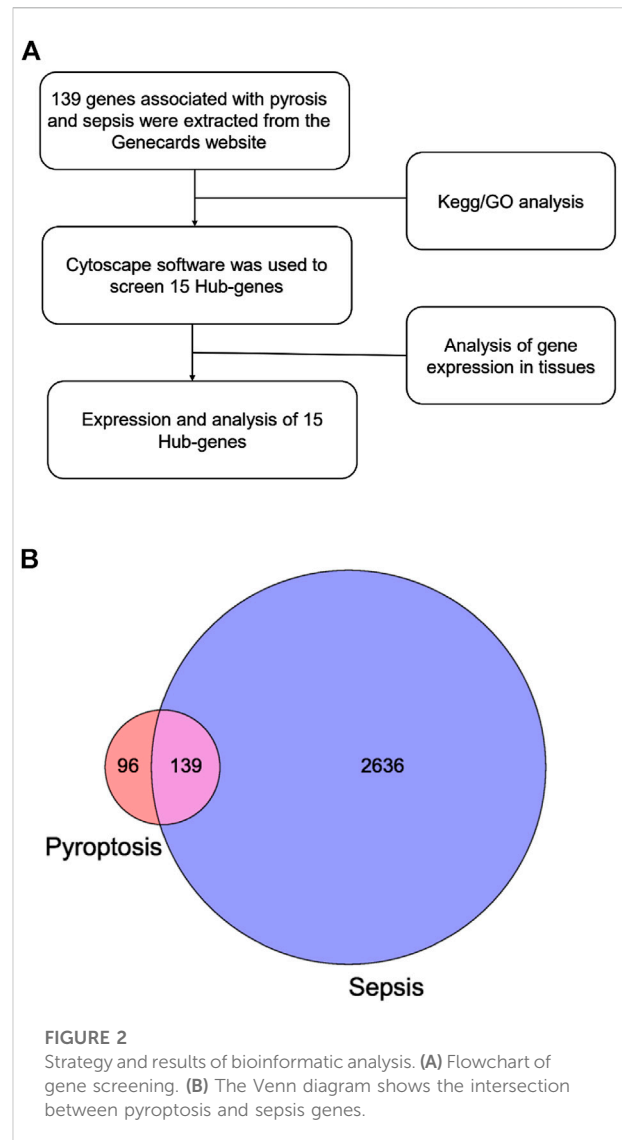 A
139 genes associated with pyrosis
and sepsis were extracted from the
Genecards website
Kegg/GO analysis
Cytoscape software was used to
screen 15 Hub-genes
Analysis of gene
expression in tissues
Expression and analysis of 15
Hub-genes
B
96
139
2636
Pyroptosis
Sepsis
FIGURE 2
Strategy and results of bioinformatic analysis. (A) Flowchart of
gene screening. (B) The Venn diagram shows the intersection
between pyroptosis and sepsis genes.